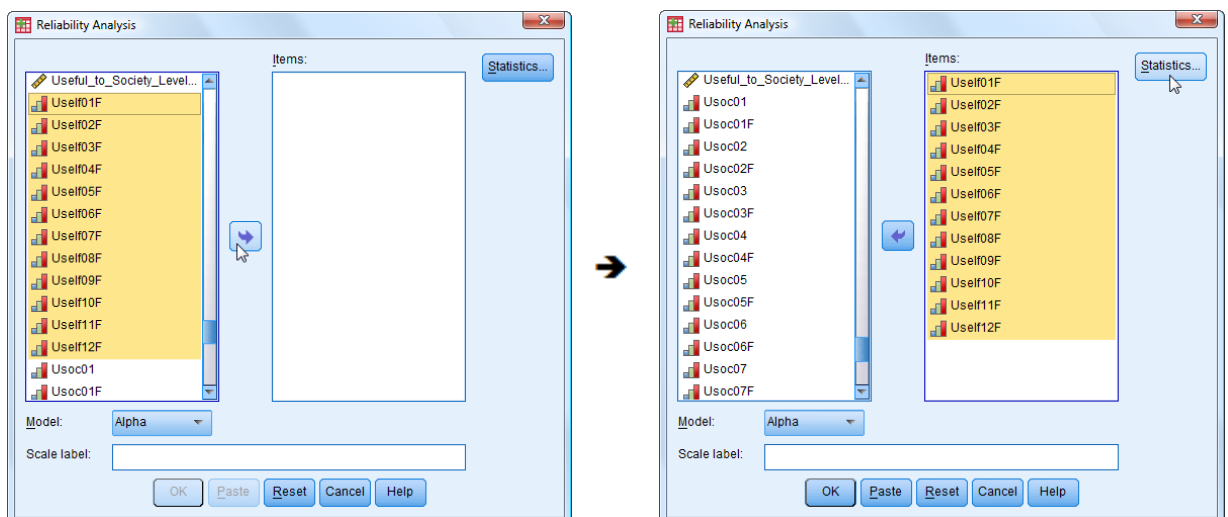 Reliability Analysis
Items:
Statistics...
Useful_to_Society_Level...
Uself01F
Uself02F
Uself03F
Uself04F
Uself05F
Uself06F
Uself07F
Uself08F
Uself09F
Uself10F
Uself11F
Uself12F
Usoc01
Usoc01F
Model:
Alpha
Scale label:
OK
Paste
Reset
Cancel
Help
Reliability Analysis
Items:
Statistics...
Useful_to_Society_Level...
Usoc01
Usoc01F
Usoc02
Usoc02F
Usoc03
Usoc03F
Usoc04
Usoc04F
Usoc05
Usoc05F
Usoc06
Usoc06F
Usoc07
Usoc07F
Uself01F
Uself02F
Uself03F
Uself04F
Uself05F
Uself06F
Uself07F
Uself08F
Uself09F
Uself10F
Uself11F
Uself12F
Model:
Alpha
Scale label:
OK
Paste
Reset
Cancel
Help